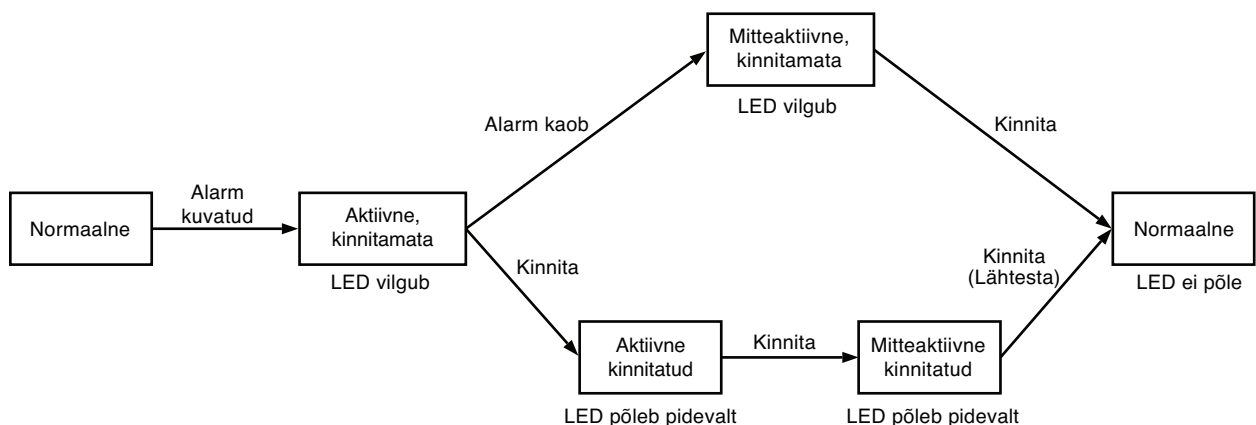 Normaalne
Alarm
kuvatud
Aktiivne,
kinnitamata
LED vilgub
Alarm kaob
Mitteaktiivne,
kinnitamata
LED vilgub
Kinnita
Kinnita
Aktiivne
kinnitatud
LED põleb pidevalt
Kinnita
Mitteaktiivne
kinnitatud
LED põleb pidevalt
Kinnita
(Lähtesta)
Normaalne
LED ei põle